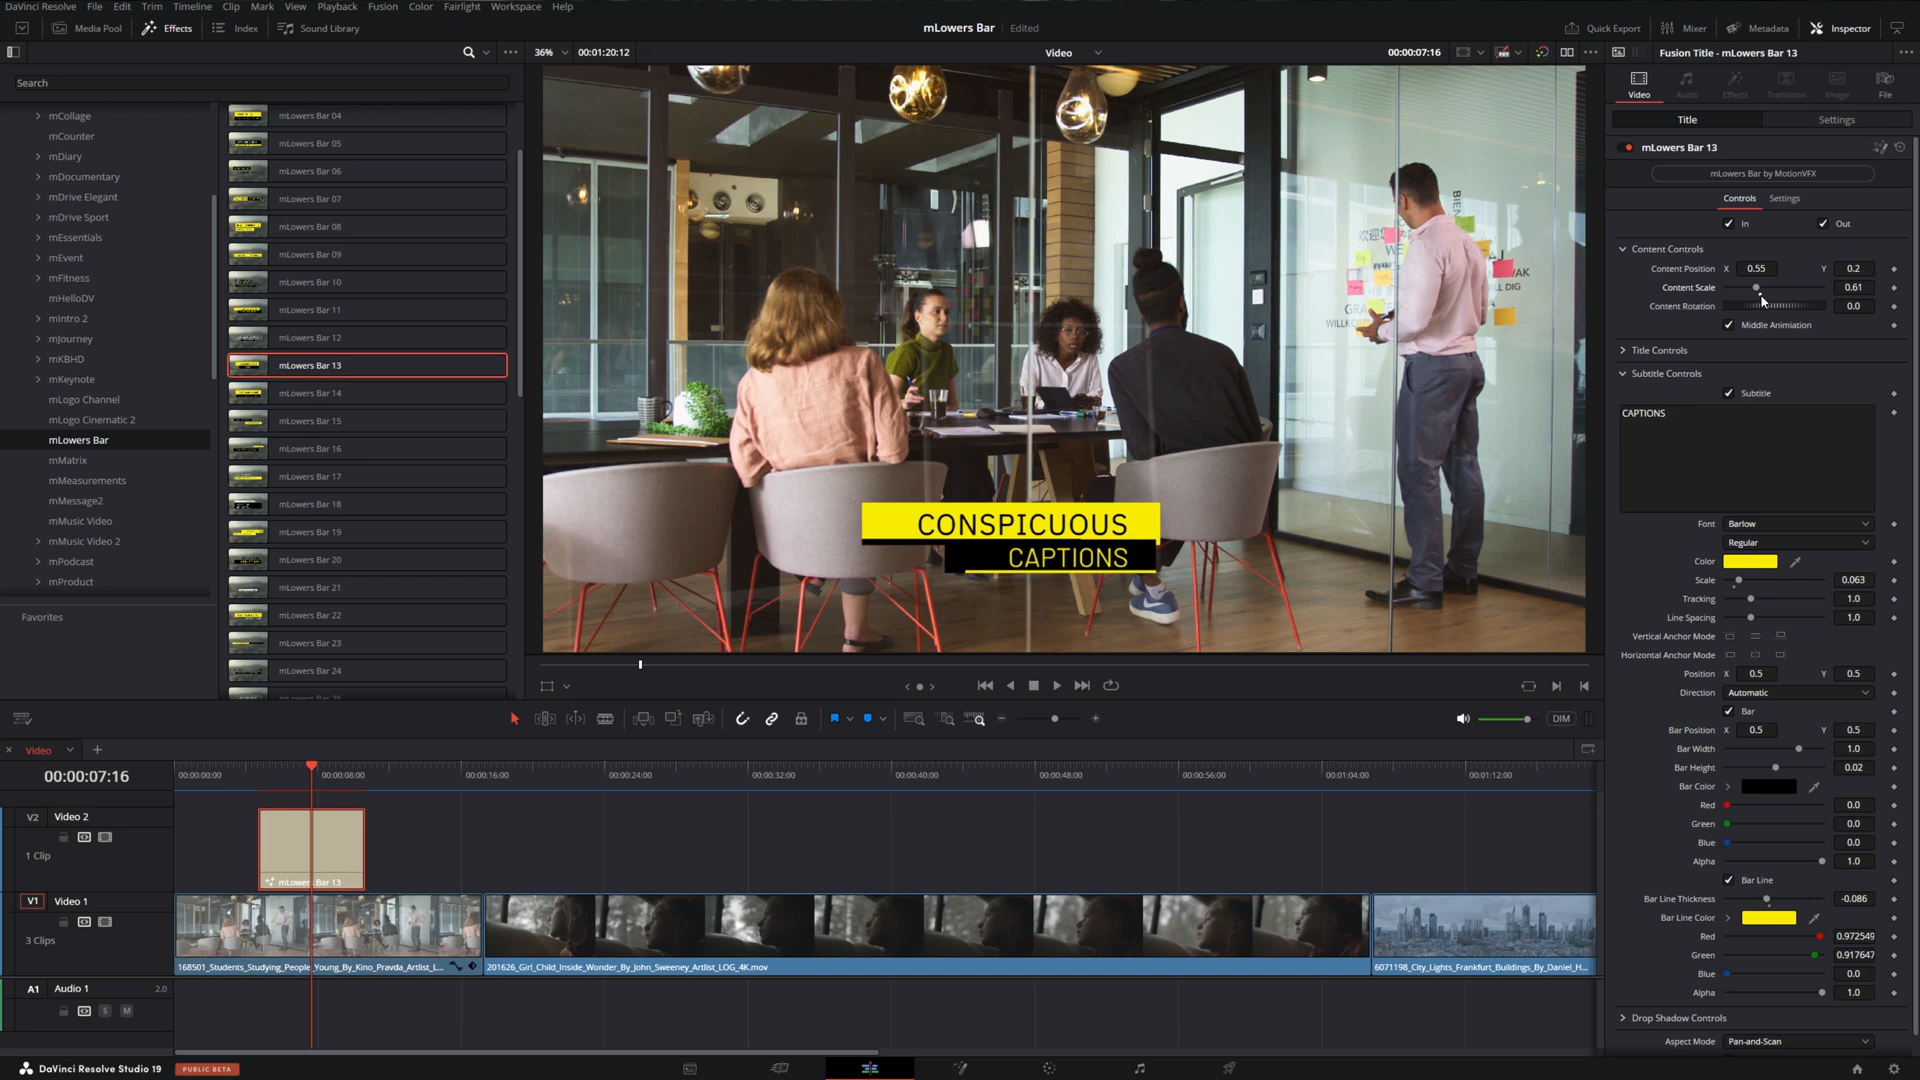 DaVinci Resolve File Edit Trim Timeline Clip Mark View Playback Fusion Color Fairlight Workspace Help
Media Pool Effects Index Sound Library mLowers Bar Edited Quick Export Mixer Metadata Inspector
36% 00:01:20:12 Video 00:00:07:16 Fusion Title - mLowers Bar 13
Search
mCollage
mCounter
mDiary
mDocumentary
mDrive Elegant
mDrive Sport
mEssentials
mEvent
mFitness
mHelloDV
mIntro 2
mJourney
mKBHD
mKeynote
mLogo Channel
mLogo Cinematic 2
mLowers Bar
mMatrix
mMeasurements
mMessage2
mMusic Video
mMusic Video 2
mPodcast
mProduct
Favorites
mLowers Bar 04
mLowers Bar 05
mLowers Bar 06
mLowers Bar 07
mLowers Bar 08
mLowers Bar 09
mLowers Bar 10
mLowers Bar 11
mLowers Bar 12
mLowers Bar 13
mLowers Bar 14
mLowers Bar 15
mLowers Bar 16
mLowers Bar 17
mLowers Bar 18
mLowers Bar 19
mLowers Bar 20
mLowers Bar 21
mLowers Bar 22
mLowers Bar 23
mLowers Bar 24
mLowers Bar 25
CONSPICUOUS
CAPTIONS
Video Audio Effects Transition Image File
Title Settings
mLowers Bar 13
mLowers Bar by MotionVFX
Controls Settings
In Out
Content Controls
Content Position X 0.55 Y 0.2
Content Scale 0.61
Content Rotation 0.0
Middle Animation
Title Controls
Subtitle Controls
Subtitle
CAPTIONS
Font Barlow
Regular
Color
Scale 0.063
Tracking 1.0
Line Spacing 1.0
Vertical Anchor Mode
Horizontal Anchor Mode
Position X 0.5 Y 0.5
Direction Automatic
Bar
Bar Position X 0.5 Y 0.5
Bar Width 1.0
Bar Height 0.02
Bar Color
Red 0.0
Green 0.0
Blue 0.0
Alpha 1.0
Bar Line
Bar Line Thickness -0.086
Bar Line Color
Red 0.972549
Green 0.917647
Blue 0.0
Alpha 1.0
Drop Shadow Controls
Aspect Mode Pan-and-Scan
DIM
Video
00:00:07:16 00:00:00:00 00:00:08:00 00:00:16:00 00:00:24:00 00:00:32:00 00:00:40:00 00:00:48:00 00:00:56:00 00:01:04:00 00:01:12:00
V2 Video 2
1 Clip
mLowers Bar 13
V1 Video 1
3 Clips
168501_Students_Studying_People_Young_By_Kino_Pravda_Artlist_L... 201626_Girl_Child_Inside_Wonder_By_John_Sweeney_Artlist_LOG_4K.mov 6071198_City_Lights_Frankfurt_Buildings_By_Daniel_H...
A1 Audio 1 2.0
S M
DaVinci Resolve Studio 19 PUBLIC BETA